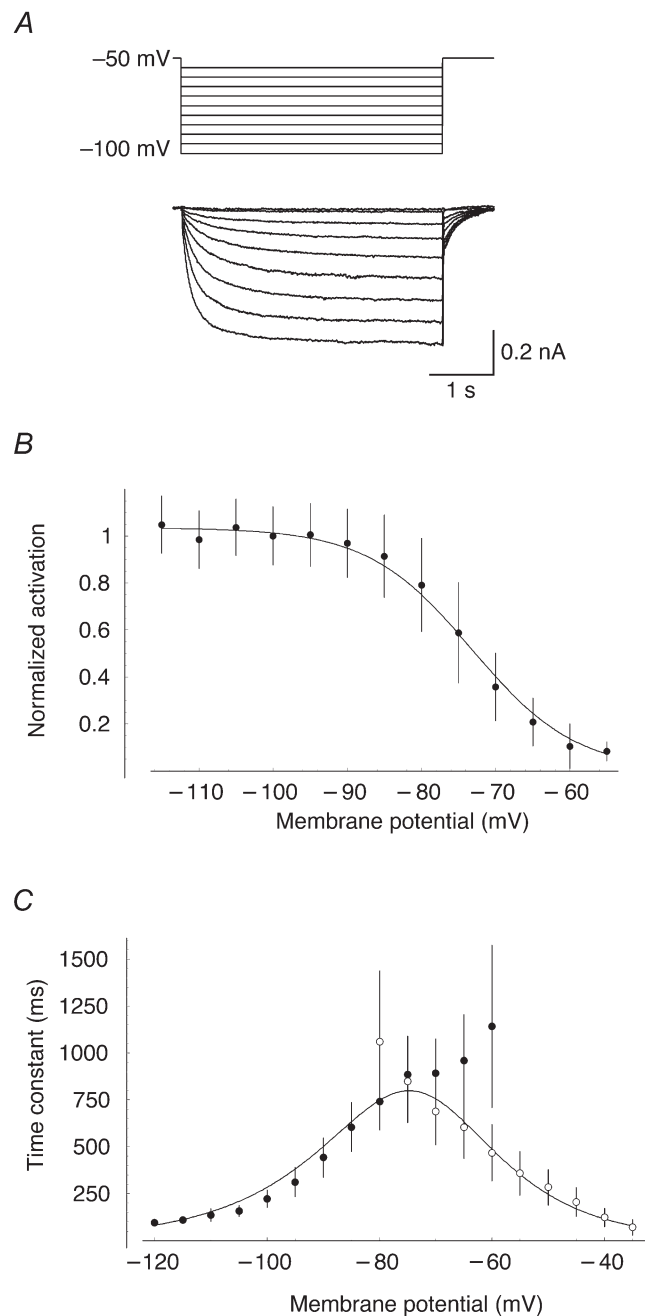 A
−50 mV
−100 mV
0.2 nA
1 s
B
Normalized activation
1
0.8
0.6
0.4
0.2
−110 −100 −90 −80 −70 −60
Membrane potential (mV)
C
Time constant (ms)
1500
1250
1000
750
500
250
−120 −100 −80 −60 −40
Membrane potential (mV)